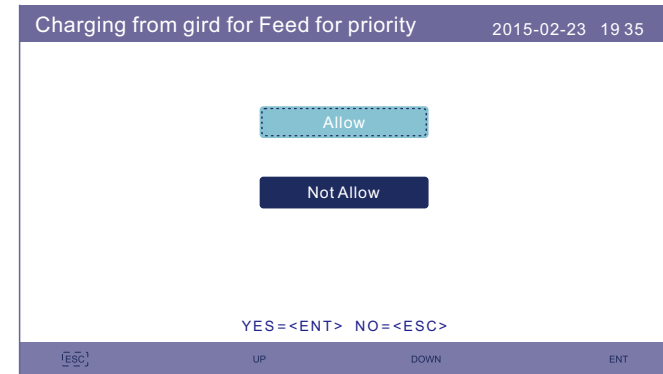 Charging from gird for Feed for priority 2015-02-23 19 35
Allow
Not Allow
YES=<ENT> NO=<ESC>
ESC UP DOWN ENT